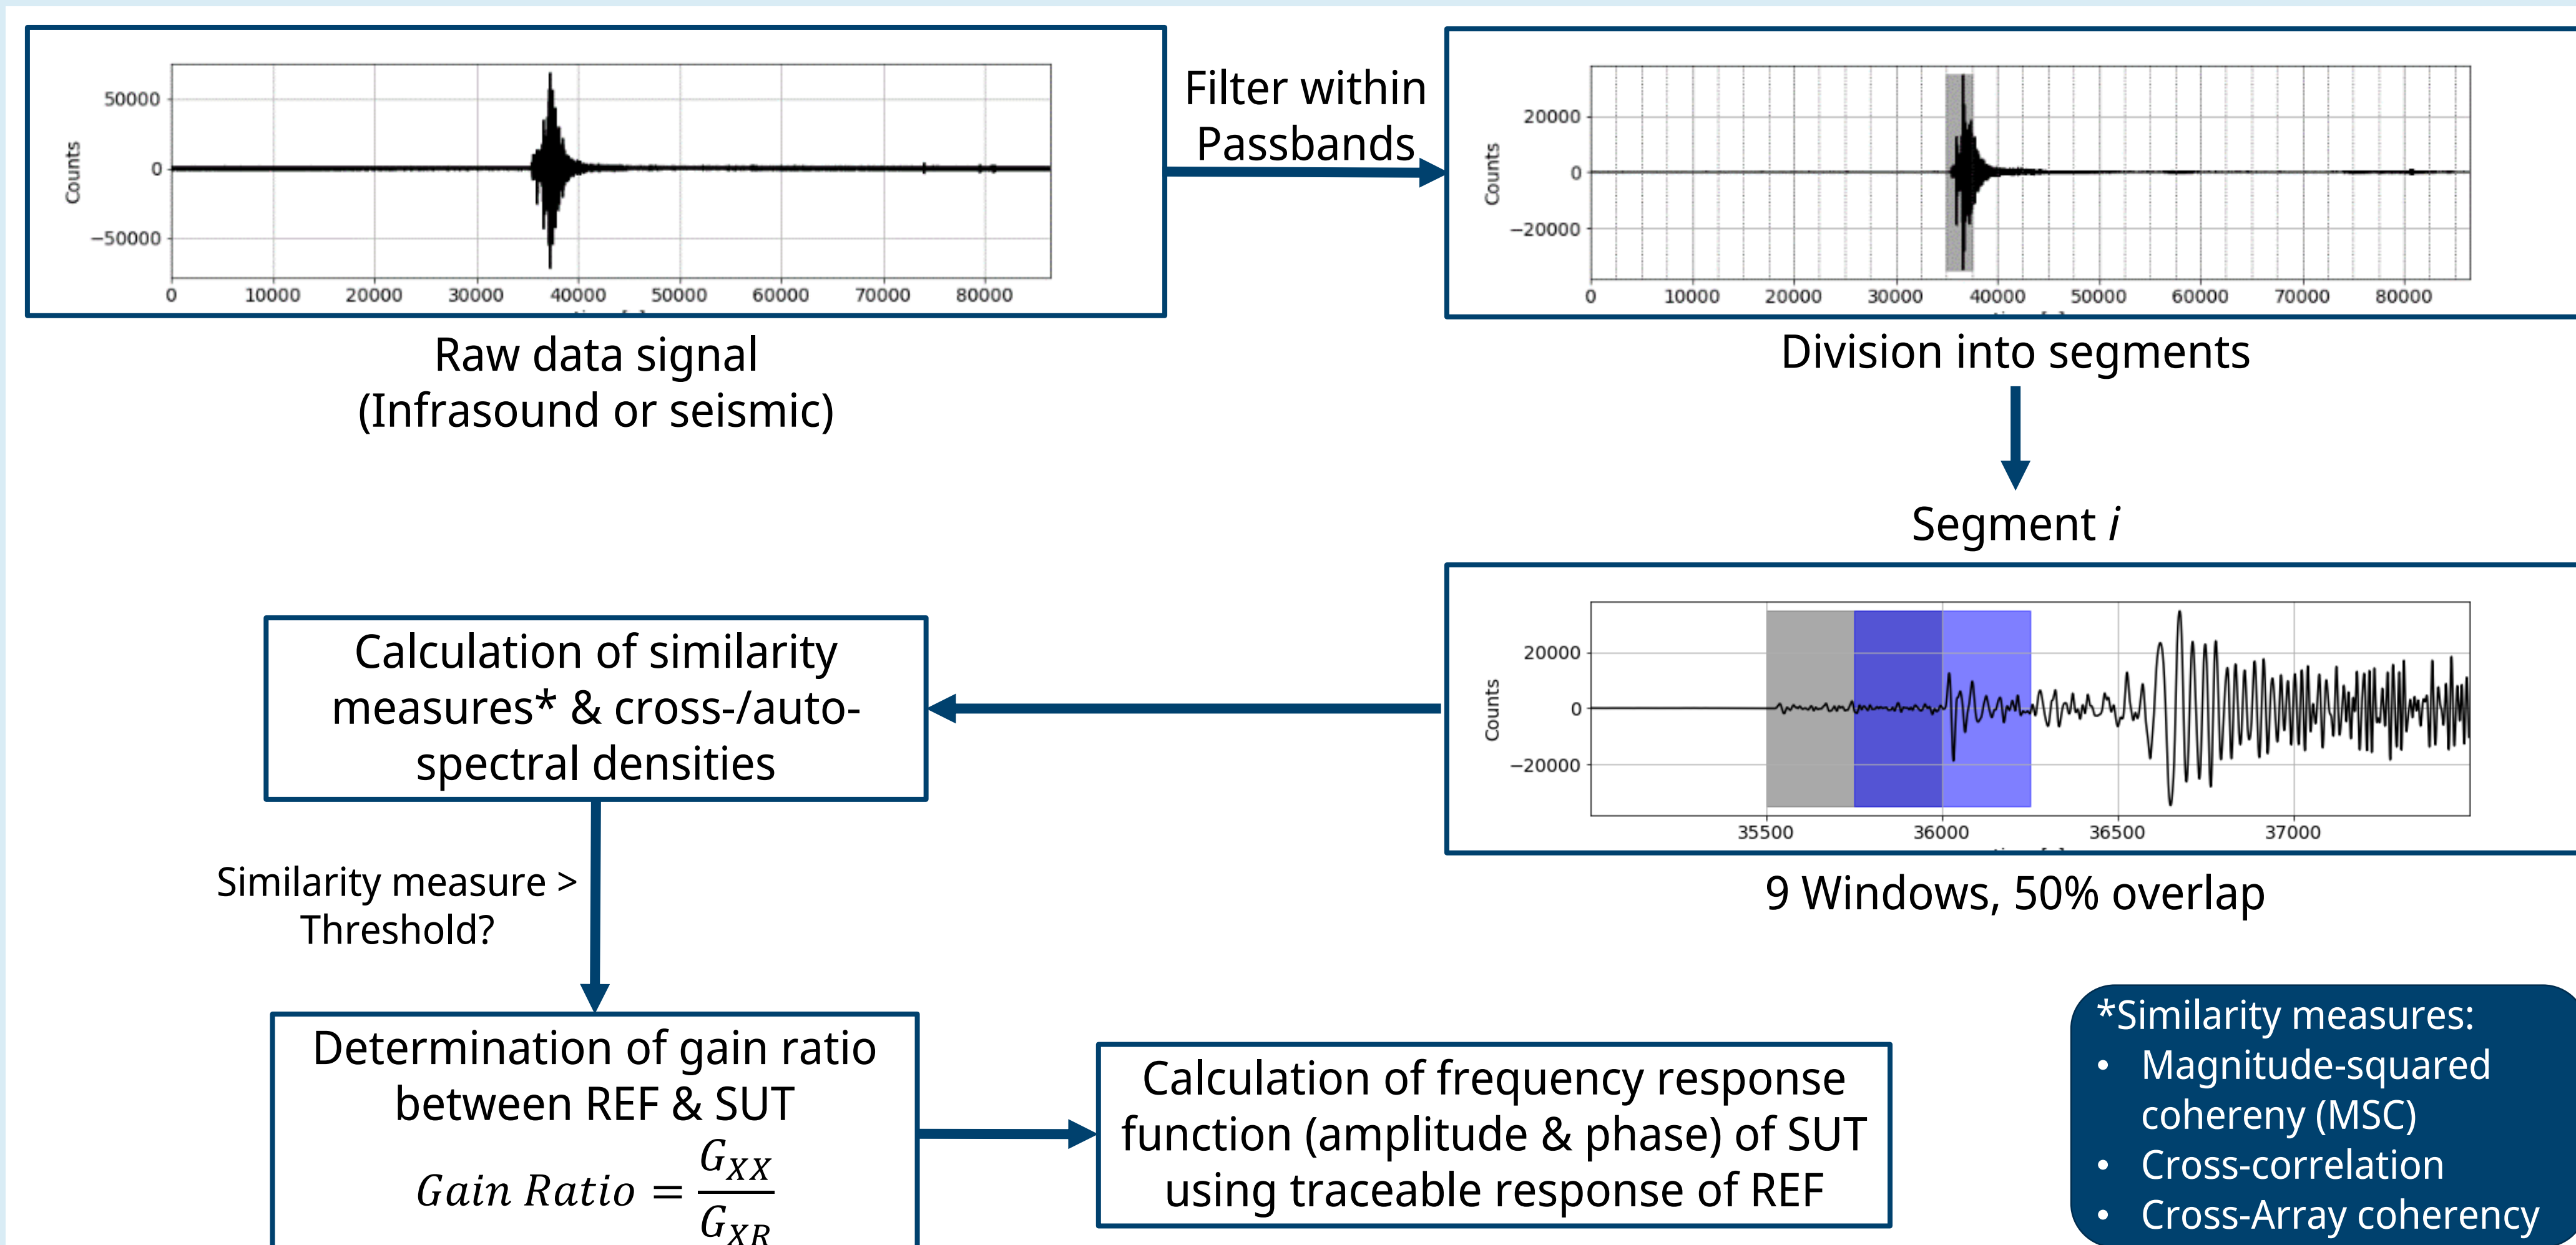 50000
0
−50000
Counts
0 10000 20000 30000 40000 50000 60000 70000 80000
Raw data signal
(Infrasound or seismic)
Filter within
Passbands
20000
0
−20000
Counts
0 10000 20000 30000 40000 50000 60000 70000 80000
Division into segments
Segment i
20000
0
−20000
Counts
35500 36000 36500 37000
9 Windows, 50% overlap
Calculation of similarity
measures* & cross-/auto-
spectral densities
Similarity measure >
Threshold?
Determination of gain ratio
between REF & SUT
Gain Ratio = G_XX / G_XR
Calculation of frequency response
function (amplitude & phase) of SUT
using traceable response of REF
*Similarity measures:
• Magnitude-squared
cohereny (MSC)
• Cross-correlation
• Cross-Array coherency